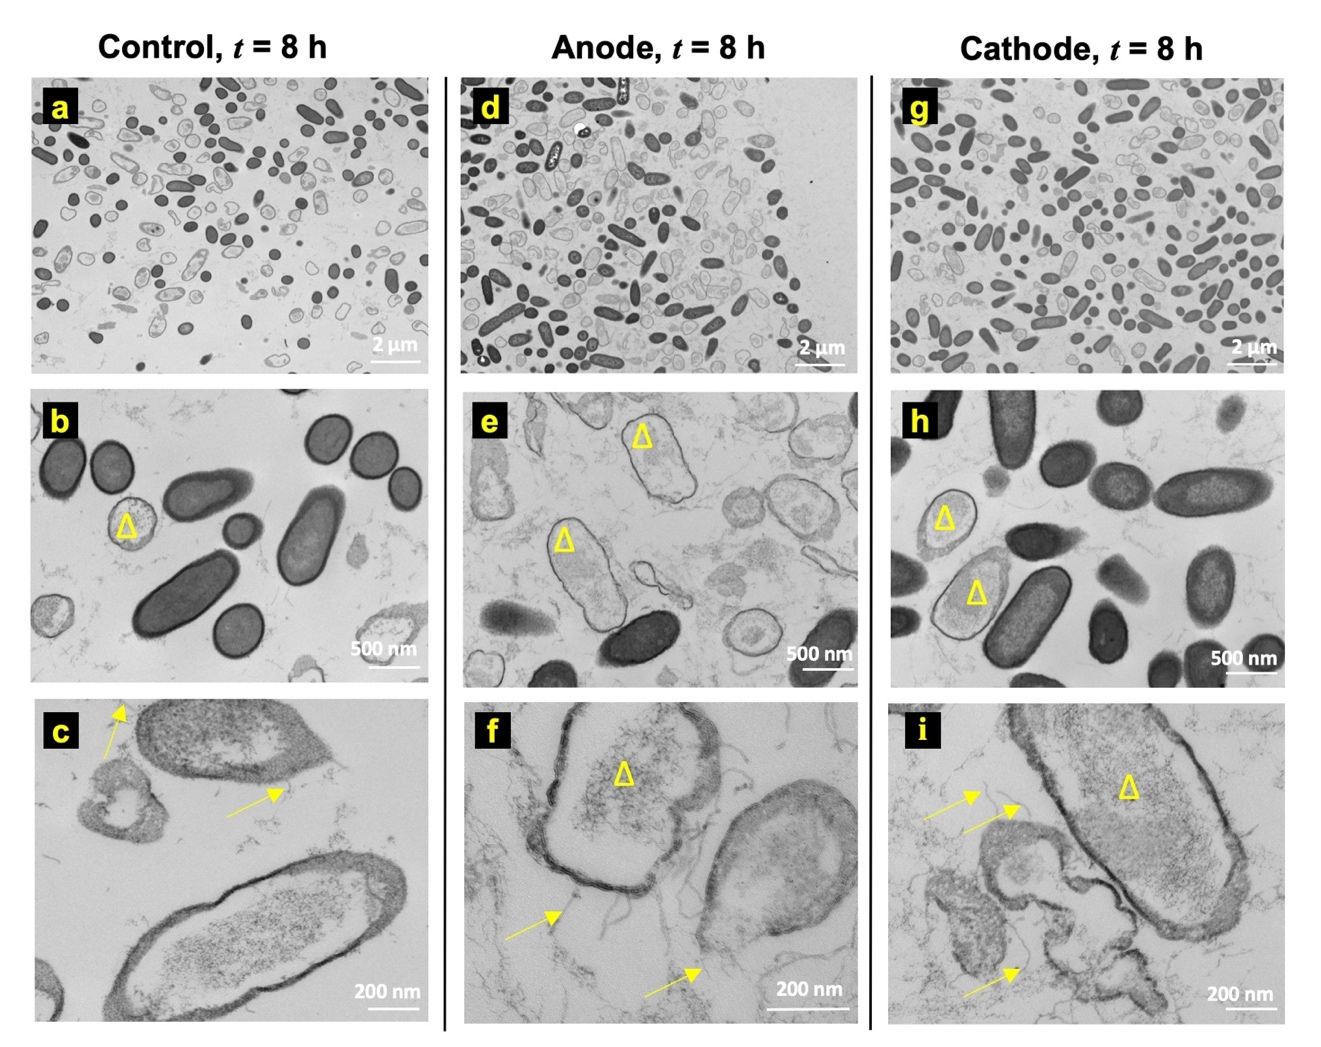 Control, t = 8 h
Anode, t = 8 h
Cathode, t = 8 h
a
2 µm
d
2 µm
g
2 µm
b
Δ
500 nm
e
Δ
Δ
500 nm
h
Δ
Δ
500 nm
c
200 nm
f
Δ
200 nm
i
Δ
200 nm